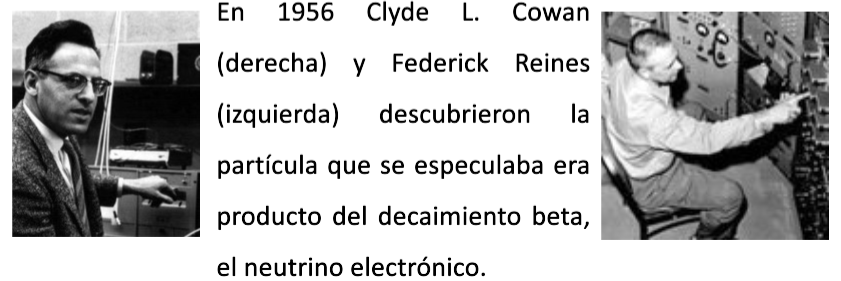 En 1956 Clyde L. Cowan
(derecha) y Federick Reines
(izquierda) descubrieron la
partícula que se especulaba era
producto del decaimiento beta,
el neutrino electrónico.